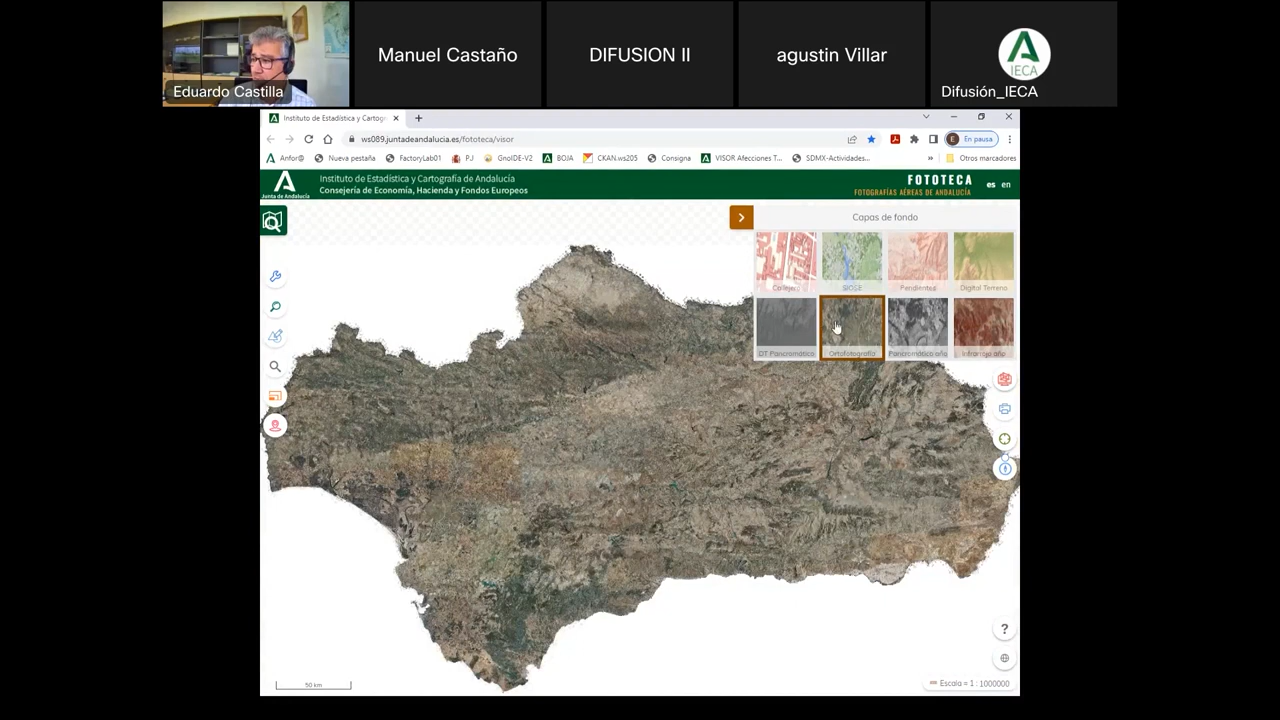 Eduardo Castilla
Manuel Castaño
DIFUSION II
agustin Villar
IECA
Difusión_IECA
Instituto de Estadística y Cartogr
ws089.juntadeandalucia.es/fototeca/visor
E
En pausa
Anfor@
Nueva pestaña
FactoryLab01
PJ
GnoIDE-V2
BOJA
CKAN.ws205
Consigna
VISOR Afecciones T...
SDMX-Actividades...
»
Otros marcadores
Junta de Andalucía
Instituto de Estadística y Cartografía de Andalucía
Consejería de Economía, Hacienda y Fondos Europeos
FOTOTECA
FOTOGRAFÍAS AÉREAS DE ANDALUCÍA
es en
Capas de fondo
Callejero
SIOSE
Pendientes
Digital Terreno
DT Pancromático
Ortofotografía
Pancromático año
Infrarrojo año
?
50 km
Escala = 1 : 1000000